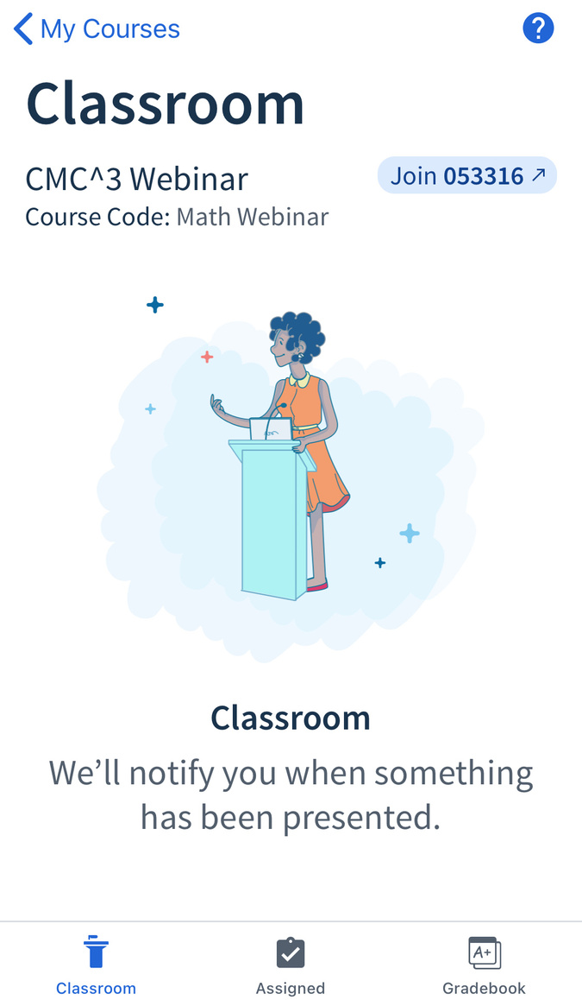 My Courses
?
Classroom
CMC^3 Webinar
Join 053316 ↗
Course Code: Math Webinar
Classroom
We’ll notify you when something
has been presented.
A+
Classroom
Assigned
Gradebook